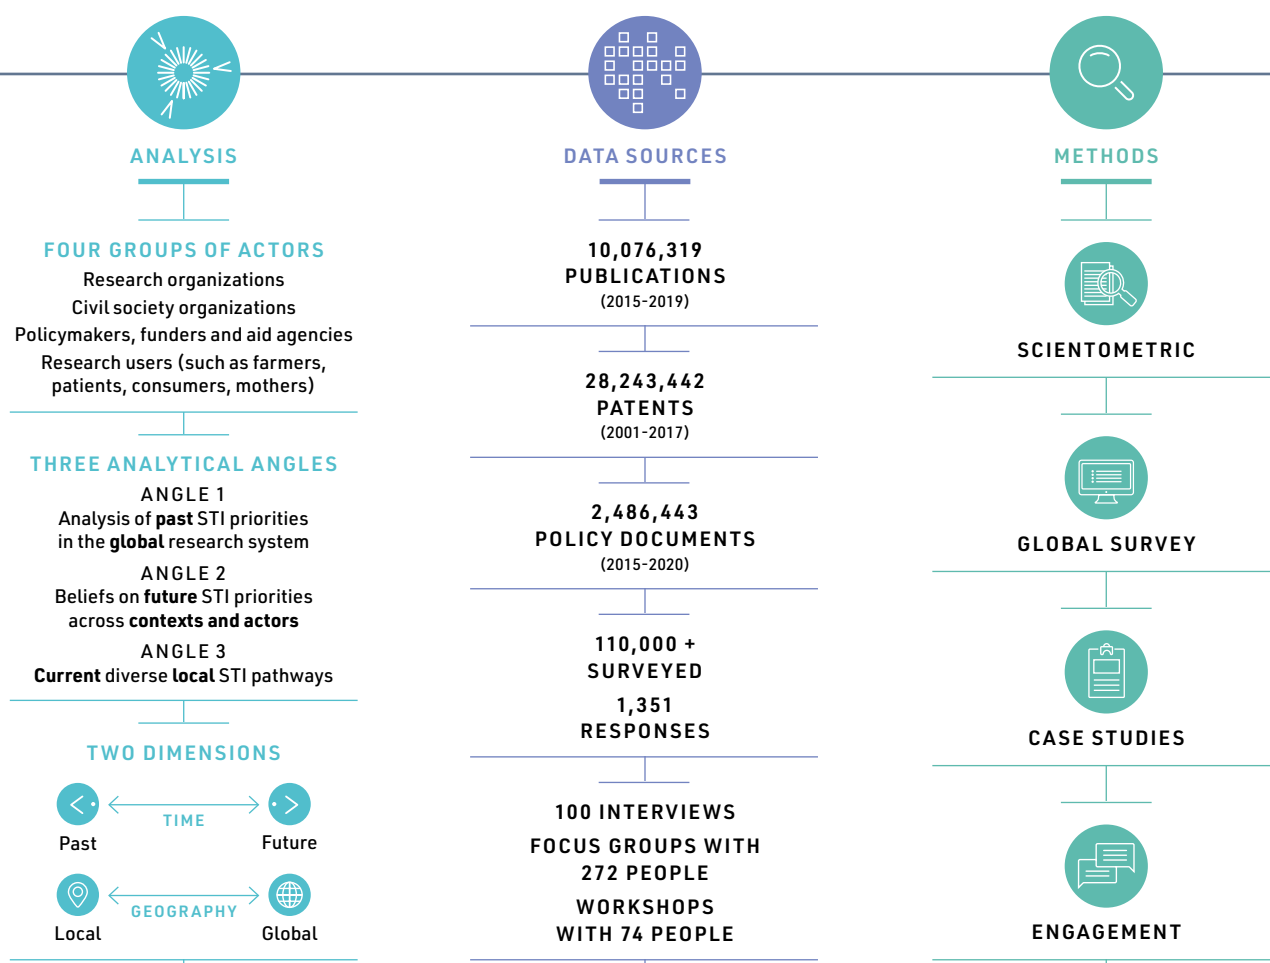 ANALYSIS
FOUR GROUPS OF ACTORS
Research organizations
Civil society organizations
Policymakers, funders and aid agencies
Research users (such as farmers,
patients, consumers, mothers)
THREE ANALYTICAL ANGLES
ANGLE 1
Analysis of past STI priorities
in the global research system
ANGLE 2
Beliefs on future STI priorities
across contexts and actors
ANGLE 3
Current diverse local STI pathways
TWO DIMENSIONS
TIME
Past
Future
GEOGRAPHY
Local
Global
DATA SOURCES
10,076,319
PUBLICATIONS
(2015-2019)
28,243,442
PATENTS
(2001-2017)
2,486,443
POLICY DOCUMENTS
(2015-2020)
110,000 +
SURVEYED
1,351
RESPONSES
100 INTERVIEWS
FOCUS GROUPS WITH
272 PEOPLE
WORKSHOPS
WITH 74 PEOPLE
METHODS
SCIENTOMETRIC
GLOBAL SURVEY
CASE STUDIES
ENGAGEMENT